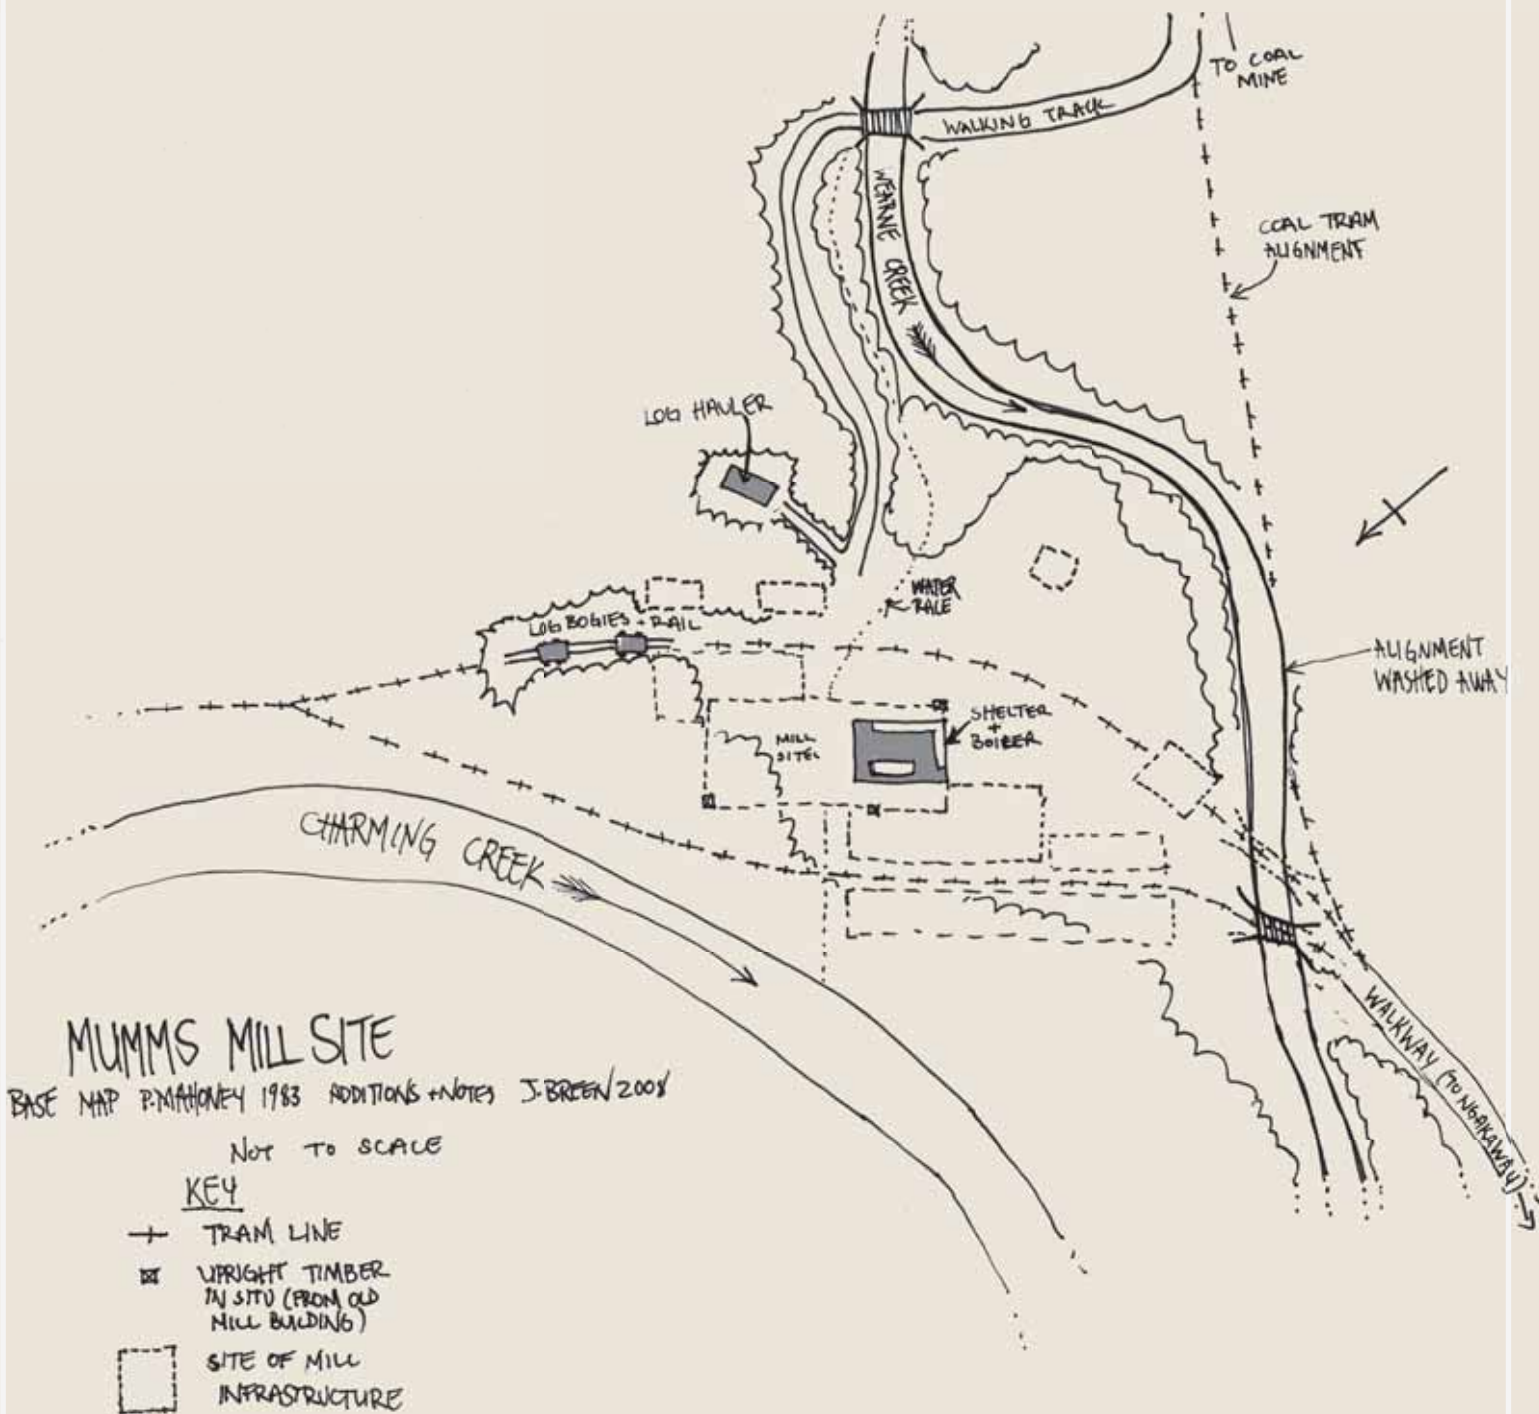 TO COAL
MINE
WALKING TRACK
WEARNE CREEK
COAL TRAM
ALIGNMENT
LOG HAULER
WATER
RACE
LOG BOGIES + RAIL
ALIGNMENT
WASHED AWAY
SHELTER
+
BOILER
MILL
SITE
CHARMING CREEK
WALKWAY (TO NGAKAWAY)
MUMMS MILL SITE
BASE MAP P. MAHONEY 1983 ADDITIONS + NOTES J. BREEN 2008
NOT TO SCALE
KEY
TRAM LINE
UPRIGHT TIMBER
IN SITU (FROM OLD
MILL BUILDING)
SITE OF MILL
INFRASTRUCTURE